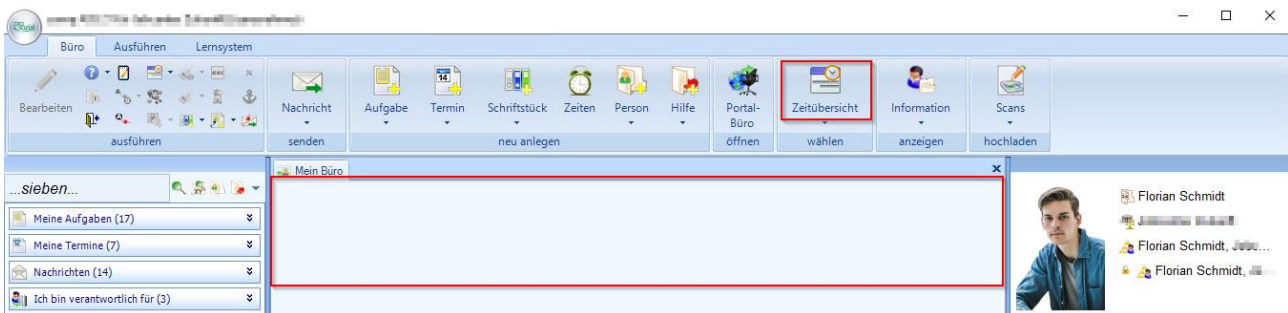 Büro Ausführen Lernsystem
Bearbeiten
ausführen
Nachricht
senden
Aufgabe Termin Schriftstück Zeiten Person Hilfe
neu anlegen
Portal-
Büro
öffnen
Zeitübersicht
wählen
Information
anzeigen
Scans
hochladen
...sieben...
Meine Aufgaben (17)
Meine Termine (7)
Nachrichten (14)
Ich bin verantwortlich für (3)
Mein Büro
Florian Schmidt
Florian Schmidt,
Florian Schmidt,